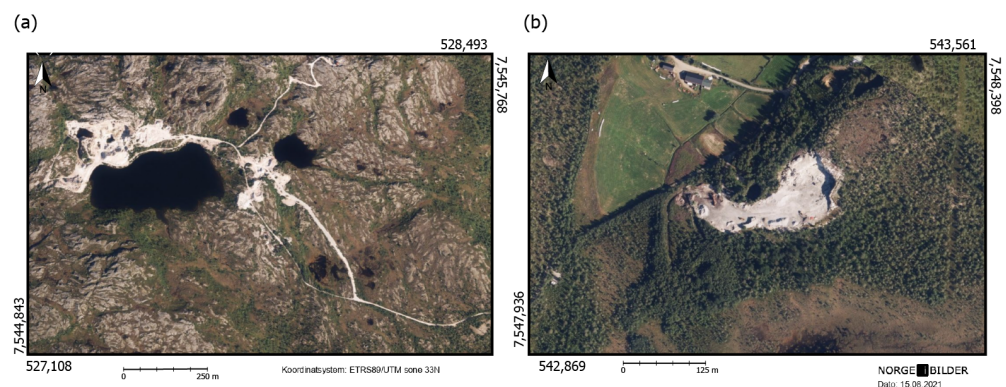 (a)
528,493
7,545,768
N
7,544,843
527,108
0 250 m
Koordinatsystem: ETRS89/UTM sone 33N
(b)
543,561
7,548,398
N
7,547,936
542,869
0 125 m
NORGE BILDER
Dato: 15.06.2021